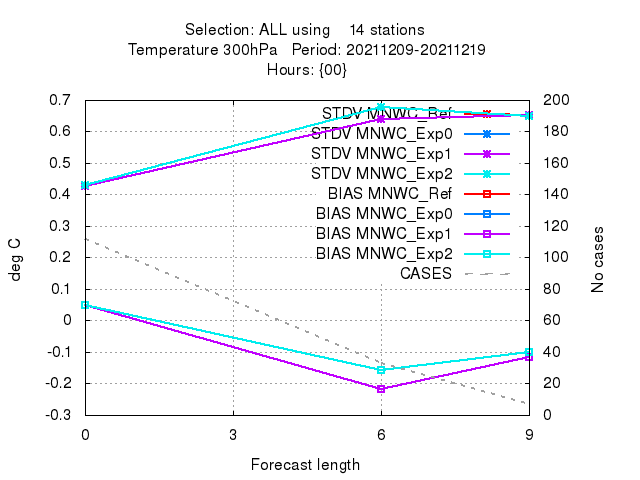 Selection: ALL using    14 stations
Temperature 300hPa   Period: 20211209-20211219
Hours: {00}
0.7 STDV MNWC_Ref 200
0.6 STDV MNWC_Exp0 180
0.5 STDV MNWC_Exp1 160
0.4 STDV MNWC_Exp2 140
0.3 BIAS MNWC_Ref 120
0.2 BIAS MNWC_Exp0 100
0.1 BIAS MNWC_Exp1 80
0 BIAS MNWC_Exp2 60
-0.1 CASES 40
-0.2 20
-0.3 0
deg C
No cases
0 3 6 9
Forecast length